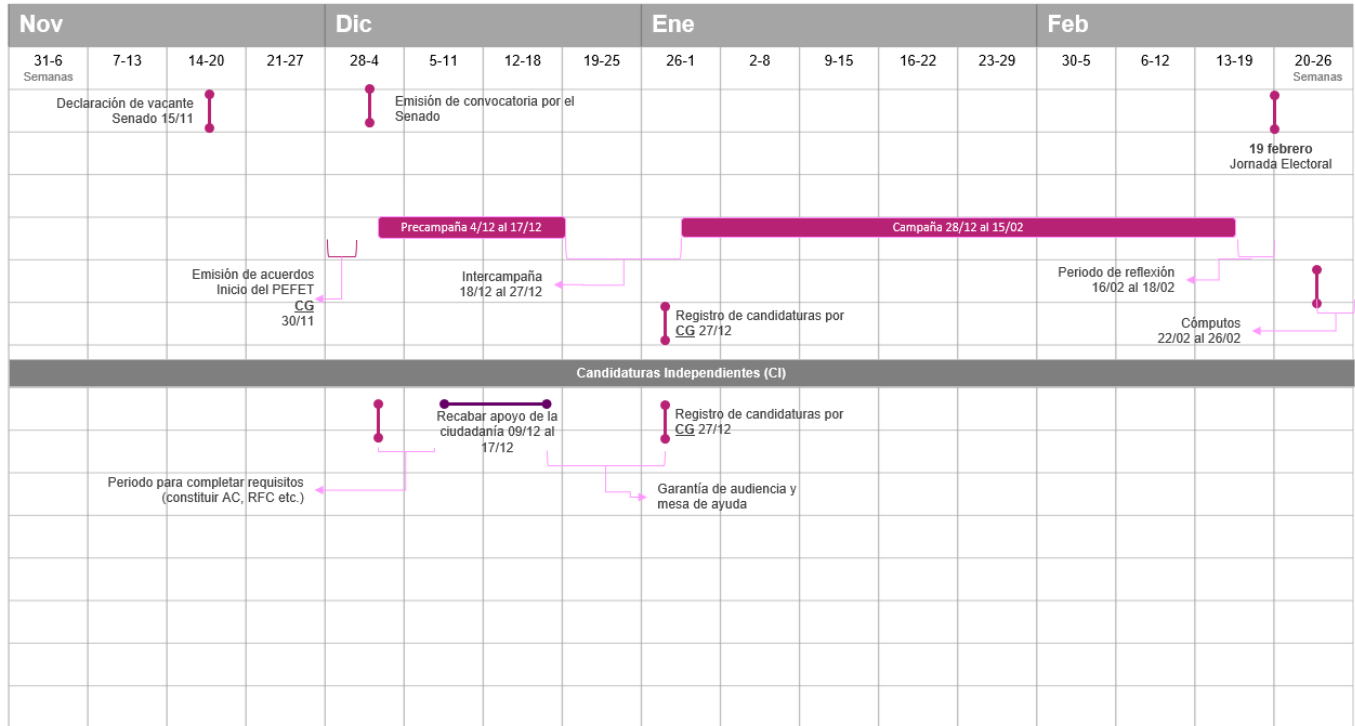 Nov Dic Ene Feb
31-6 7-13 14-20 21-27 28-4 5-11 12-18 19-25 26-1 2-8 9-15 16-22 23-29 30-5 6-12 13-19 20-26
Semanas Semanas
Declaración de vacante
Senado 15/11
Emisión de convocatoria por el
Senado
19 febrero
Jornada Electoral
Precampaña 4/12 al 17/12
Campaña 28/12 al 15/02
Emisión de acuerdos
Inicio del PEFET
CG
30/11
Intercampaña
18/12 al 27/12
Periodo de reflexión
16/02 al 18/02
Registro de candidaturas por
CG 27/12
Cómputos
22/02 al 26/02
Candidaturas Independientes (CI)
Recabar apoyo de la
ciudadanía 09/12 al
17/12
Registro de candidaturas por
CG 27/12
Periodo para completar requisitos
(constituir AC, RFC etc.)
Garantía de audiencia y
mesa de ayuda